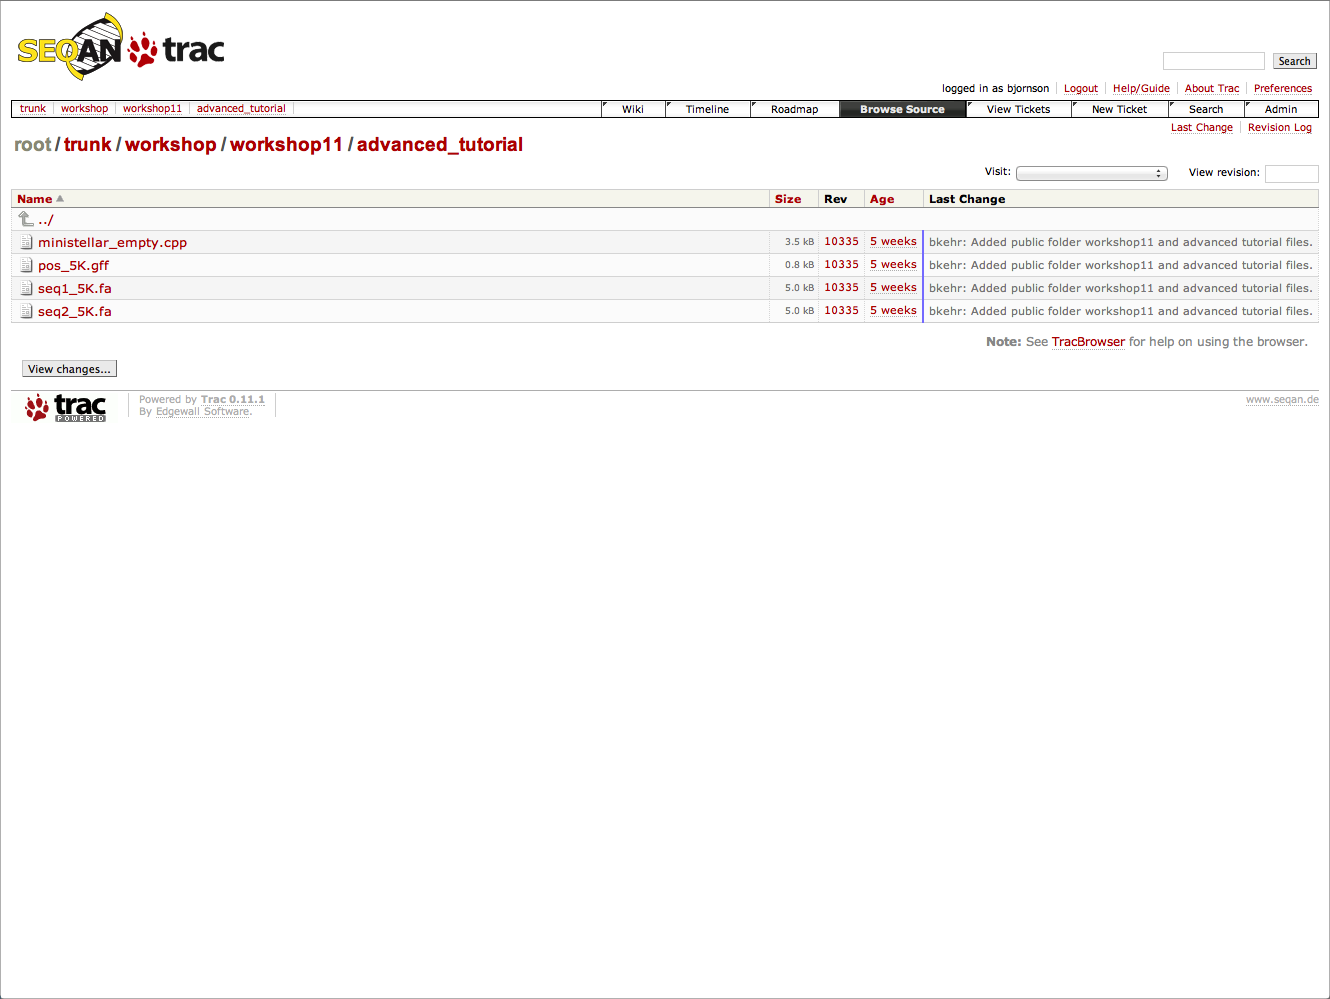 SEQAN trac
Search
logged in as bjornson Logout Help/Guide About Trac Preferences
trunk workshop workshop11 advanced_tutorial Wiki Timeline Roadmap Browse Source View Tickets New Ticket Search Admin
Last Change Revision Log
root / trunk / workshop / workshop11 / advanced_tutorial
Visit: View revision:
Name Size Rev Age Last Change
../
ministellar_empty.cpp 3.5 kB 10335 5 weeks bkehr: Added public folder workshop11 and advanced tutorial files.
pos_5K.gff 0.8 kB 10335 5 weeks bkehr: Added public folder workshop11 and advanced tutorial files.
seq1_5K.fa 5.0 kB 10335 5 weeks bkehr: Added public folder workshop11 and advanced tutorial files.
seq2_5K.fa 5.0 kB 10335 5 weeks bkehr: Added public folder workshop11 and advanced tutorial files.
Note: See TracBrowser for help on using the browser.
View changes...
trac POWERED
Powered by Trac 0.11.1
By Edgewall Software.
www.seqan.de